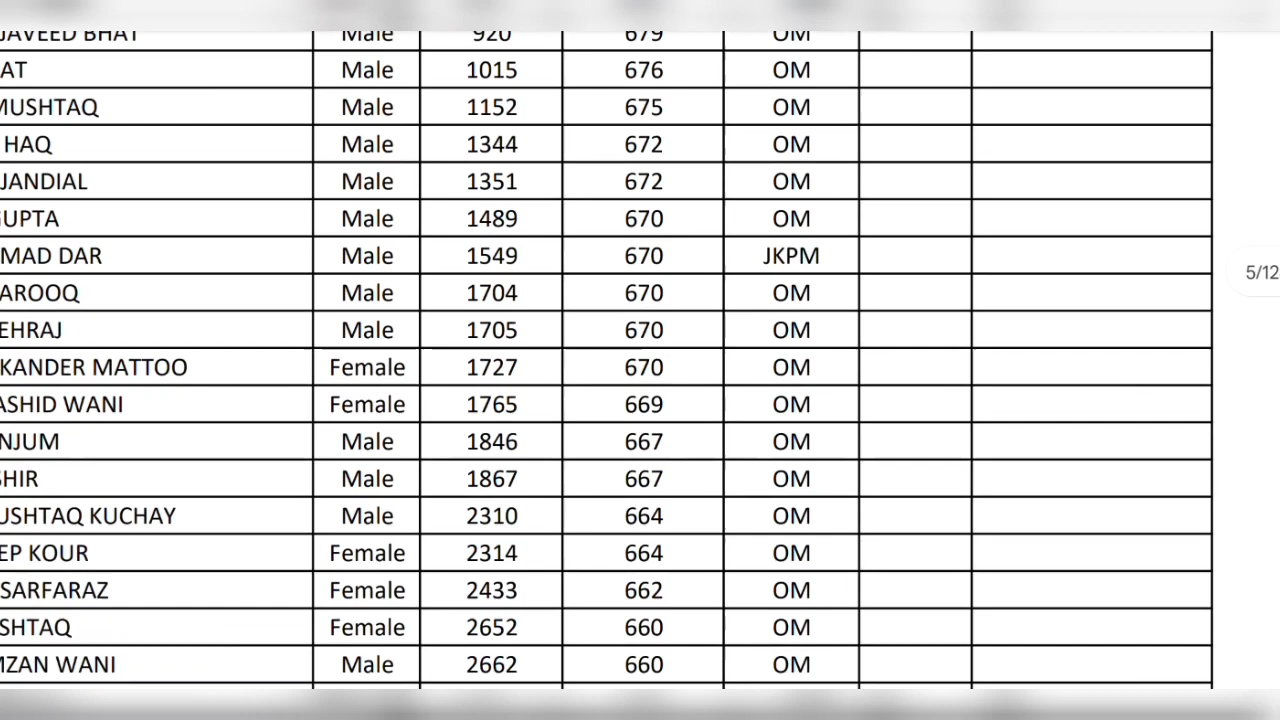 JAVEED BHAT Male 920 679 OM
AT Male 1015 676 OM
MUSHTAQ Male 1152 675 OM
HAQ Male 1344 672 OM
JANDIAL Male 1351 672 OM
GUPTA Male 1489 670 OM
MAD DAR Male 1549 670 JKPM
AROOQ Male 1704 670 OM
EHRAJ Male 1705 670 OM
KANDER MATTOO Female 1727 670 OM
ASHID WANI Female 1765 669 OM
NJUM Male 1846 667 OM
SHIR Male 1867 667 OM
USHTAQ KUCHAY Male 2310 664 OM
EP KOUR Female 2314 664 OM
SARFARAZ Female 2433 662 OM
SHTAQ Female 2652 660 OM
MZAN WANI Male 2662 660 OM
5/12